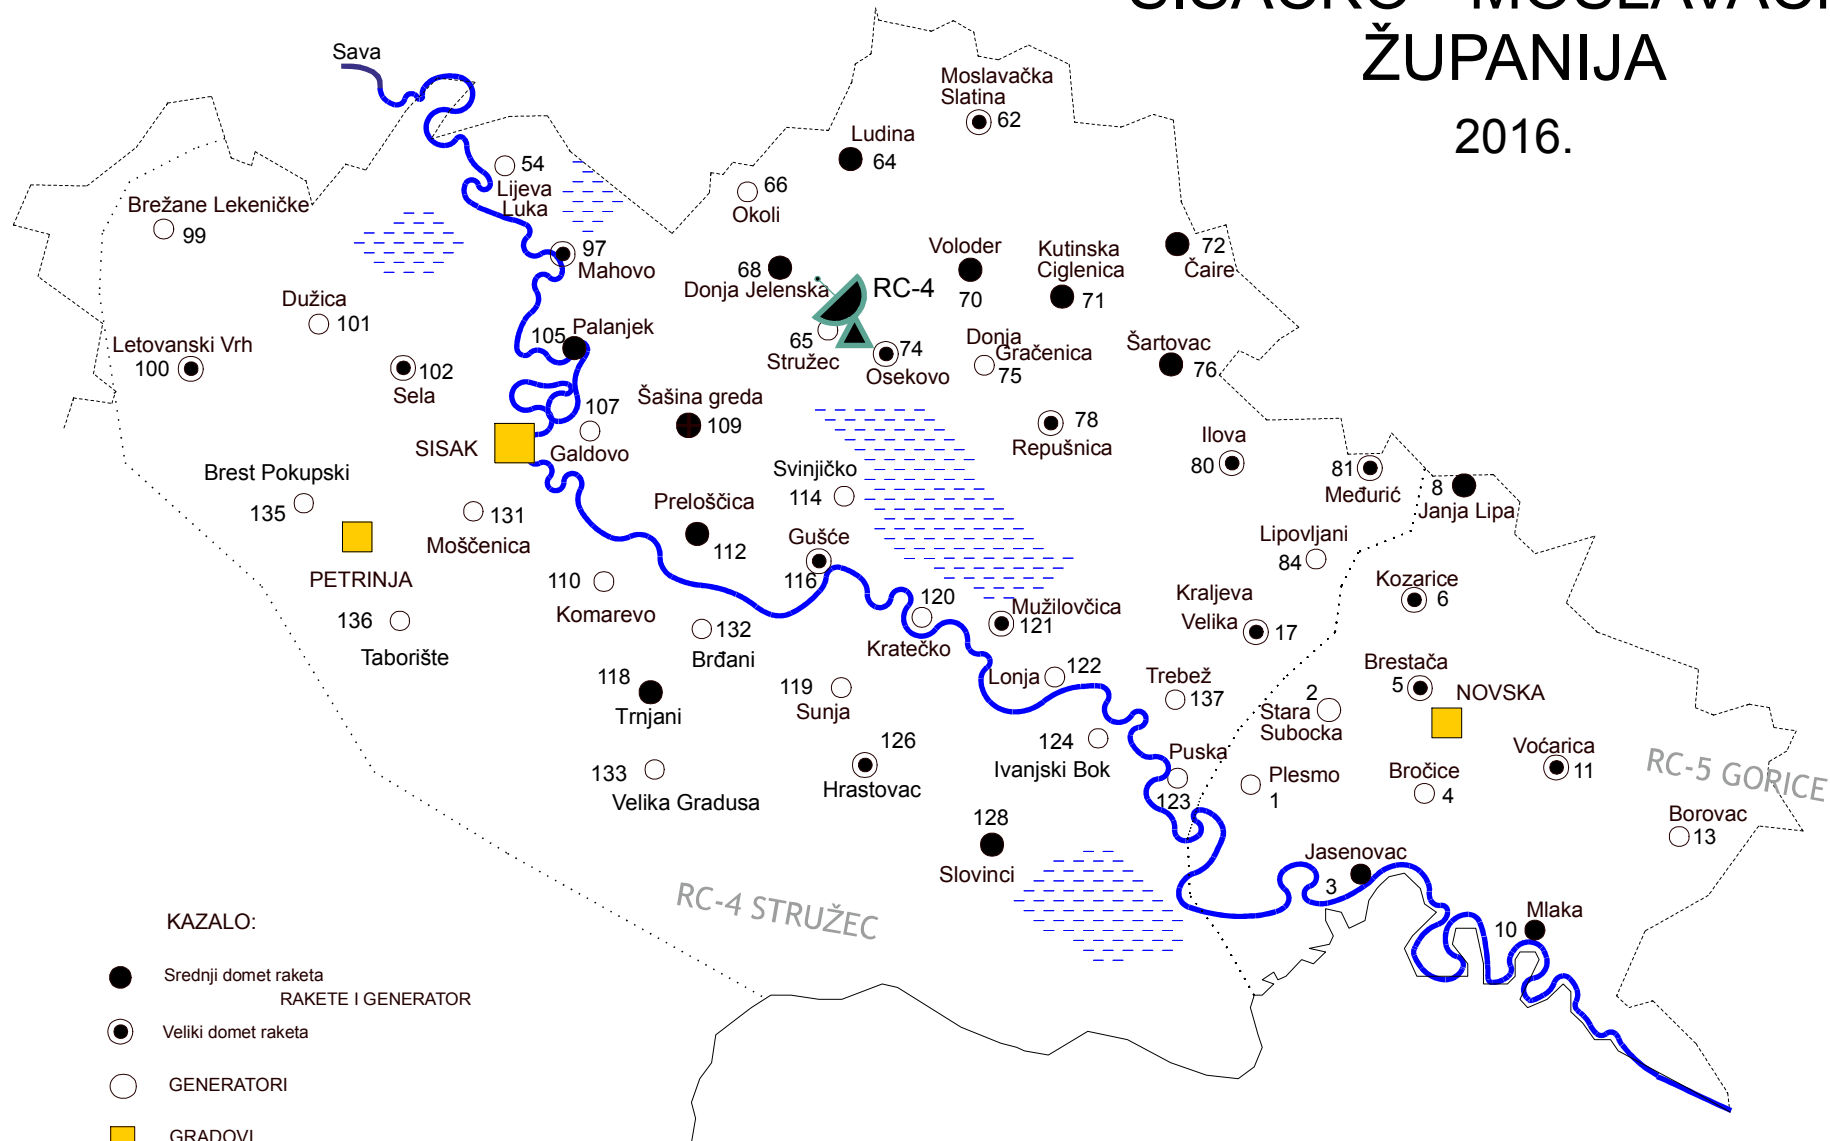 ŽUPANIJA
2016.
Sava
Moslavačka
Slatina
62
Ludina
64
54
Lijeva
Luka
66
Okoli
Brežane Lekeničke
99
97
Mahovo
68
Donja Jelenska
RC-4
Voloder
70
Kutinska
Ciglenica
71
72
Čaire
Dužica
101
105
Palanjek
65
Stružec
74
Osekovo
Donja
Gračenica
75
Šartovac
76
Letovanski Vrh
100
102
Sela
107
Galdovo
Šašina greda
109
78
Repušnica
Ilova
80
81
Međurić
8
Janja Lipa
SISAK
Brest Pokupski
135
131
Moščenica
Preloščica
112
Svinjičko
114
Gušće
116
Lipovljani
84
PETRINJA
110
Komarevo
Kozarice
6
136
Taborište
132
Brđani
120
Kratečko
Mužilovčica
121
Kraljeva
Velika
17
118
Trnjani
119
Sunja
Lonja
122
Trebež
137
2
Stara
Subocka
Brestača
5
NOVSKA
133
Velika Gradusa
126
Hrastovac
124
Ivanjski Bok
Puska
123
Plesmo
1
Bročice
4
Voćarica
11
RC-5 GORICE
Borovac
13
128
Slovinci
Jasenovac
3
RC-4 STRUŽEC
Mlaka
10
KAZALO:
Srednji domet raketa
RAKETE I GENERATOR
Veliki domet raketa
GENERATORI
GRADOVI